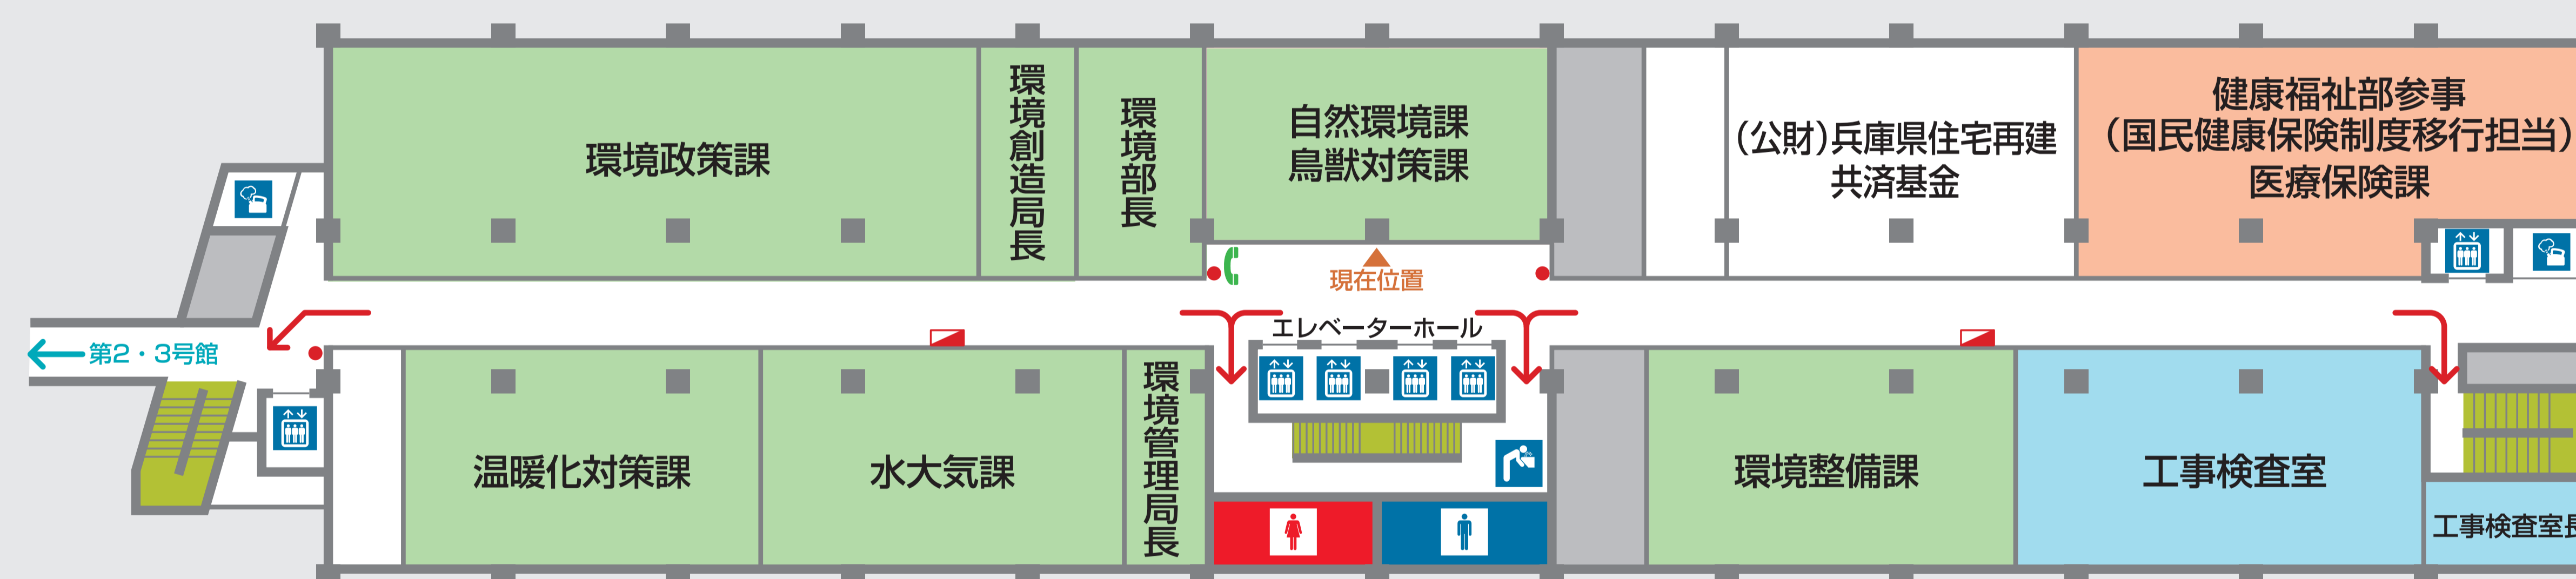 環境政策課
環境創造局長
環境部長
自然環境課
鳥獣対策課
(公財)兵庫県住宅再建
共済基金
健康福祉部参事
(国民健康保険制度移行担当)
医療保険課
現在位置
エレベーターホール
第2・3号館
温暖化対策課
水大気課
環境管理局長
環境整備課
工事検査室
工事検査室長